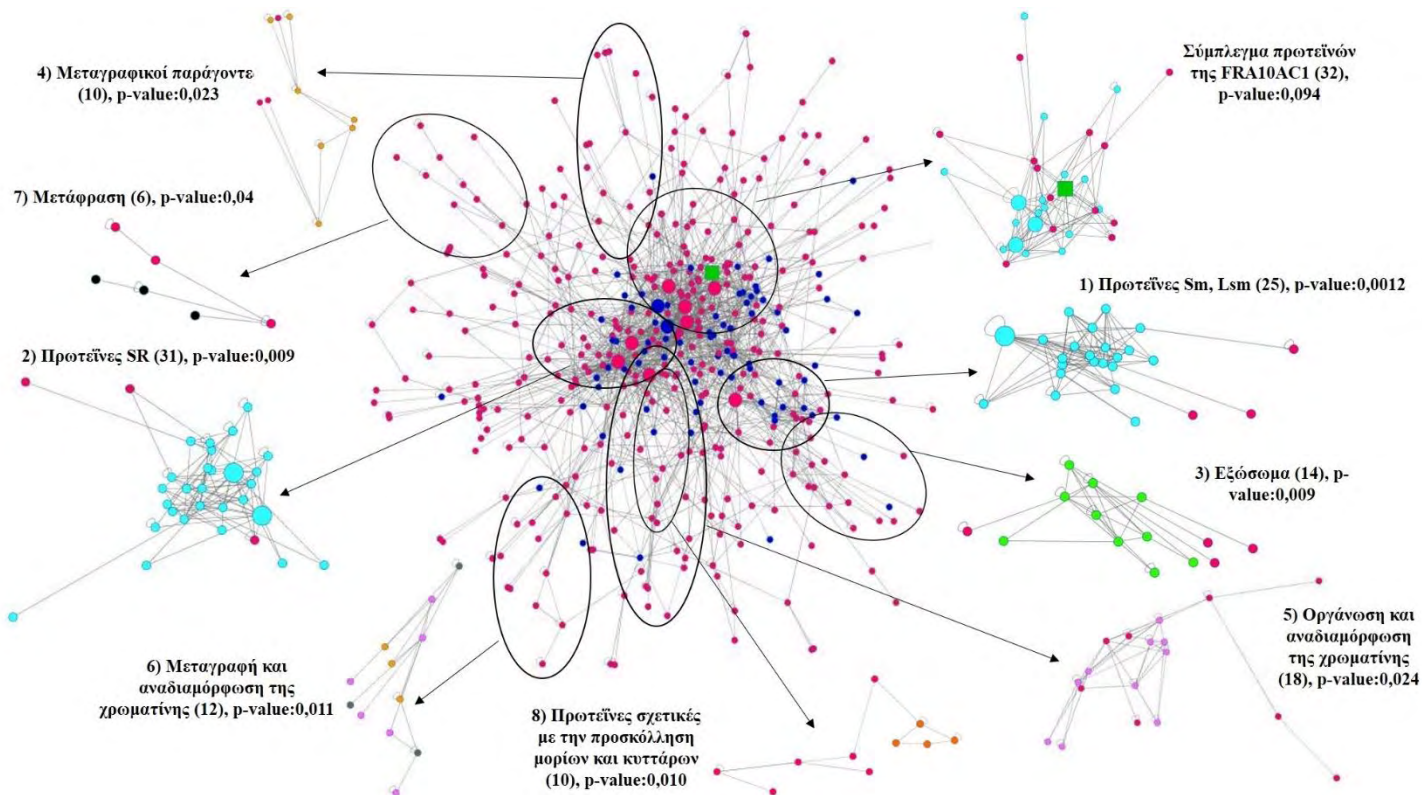 4) Μεταγραφικοί παράγοντε
(10), p-value:0,023
Σύμπλεγμα πρωτεϊνών
της FRA10AC1 (32),
p-value:0,094
7) Μετάφραση (6), p-value:0,04
1) Πρωτεΐνες Sm, Lsm (25), p-value:0,0012
2) Πρωτεΐνες SR (31), p-value:0,009
3) Εξώσωμα (14), p-
value:0,009
5) Οργάνωση και
αναδιαμόρφωση
της χρωματίνης
(18), p-value:0,024
6) Μεταγραφή και
αναδιαμόρφωση της
χρωματίνης (12), p-value:0,011
8) Πρωτεΐνες σχετικές
με την προσκόλληση
μορίων και κυττάρων
(10), p-value:0,010